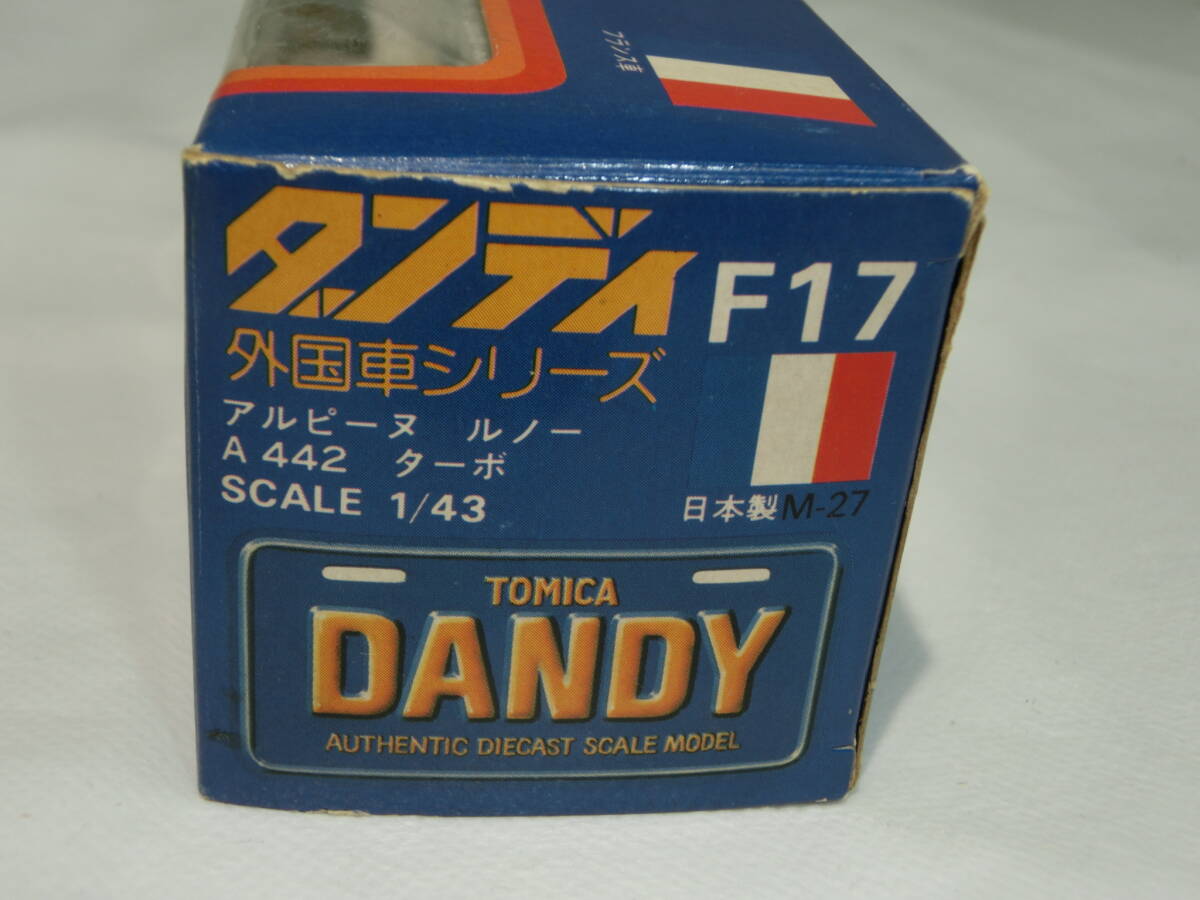 フランス車
ダンディ
F17
外国車シリーズ
アルピーヌ ルノー
A 442 ターボ
SCALE 1/43
日本製 M-27
TOMICA
DANDY
AUTHENTIC DIECAST SCALE MODEL